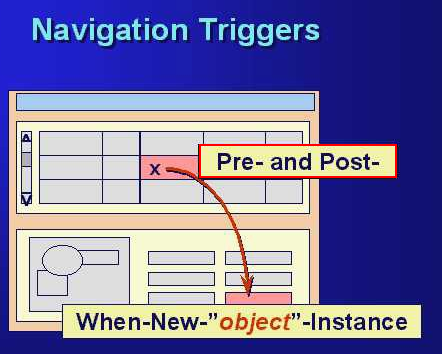 Navigation Triggers
x
Pre- and Post-
When-New-”object”-Instance